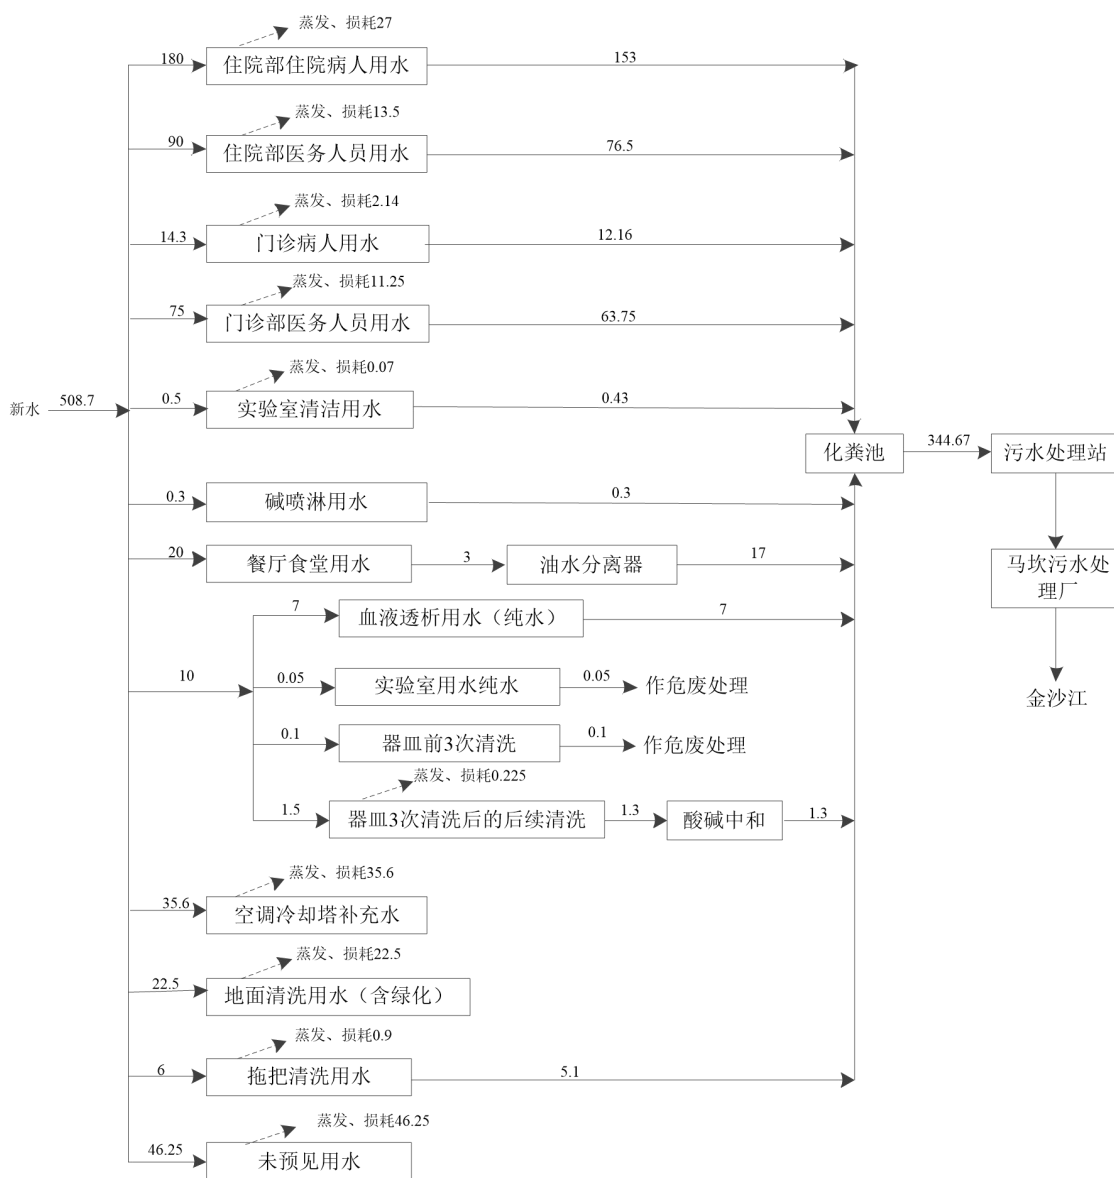 蒸发、损耗27
180
住院部住院病人用水
153
蒸发、损耗13.5
90
住院部医务人员用水
76.5
蒸发、损耗2.14
14.3
门诊病人用水
12.16
蒸发、损耗11.25
75
门诊部医务人员用水
63.75
蒸发、损耗0.07
新水
508.7
0.5
实验室清洁用水
0.43
化粪池
344.67
污水处理站
0.3
碱喷淋用水
0.3
20
餐厅食堂用水
3
油水分离器
17
马坎污水处
理厂
7
血液透析用水（纯水）
7
10
0.05
实验室用水纯水
0.05
作危废处理
金沙江
0.1
器皿前3次清洗
0.1
作危废处理
蒸发、损耗0.225
1.5
器皿3次清洗后的后续清洗
1.3
酸碱中和
1.3
蒸发、损耗35.6
35.6
空调冷却塔补充水
蒸发、损耗22.5
22.5
地面清洗用水（含绿化）
蒸发、损耗0.9
6
拖把清洗用水
5.1
蒸发、损耗46.25
46.25
未预见用水